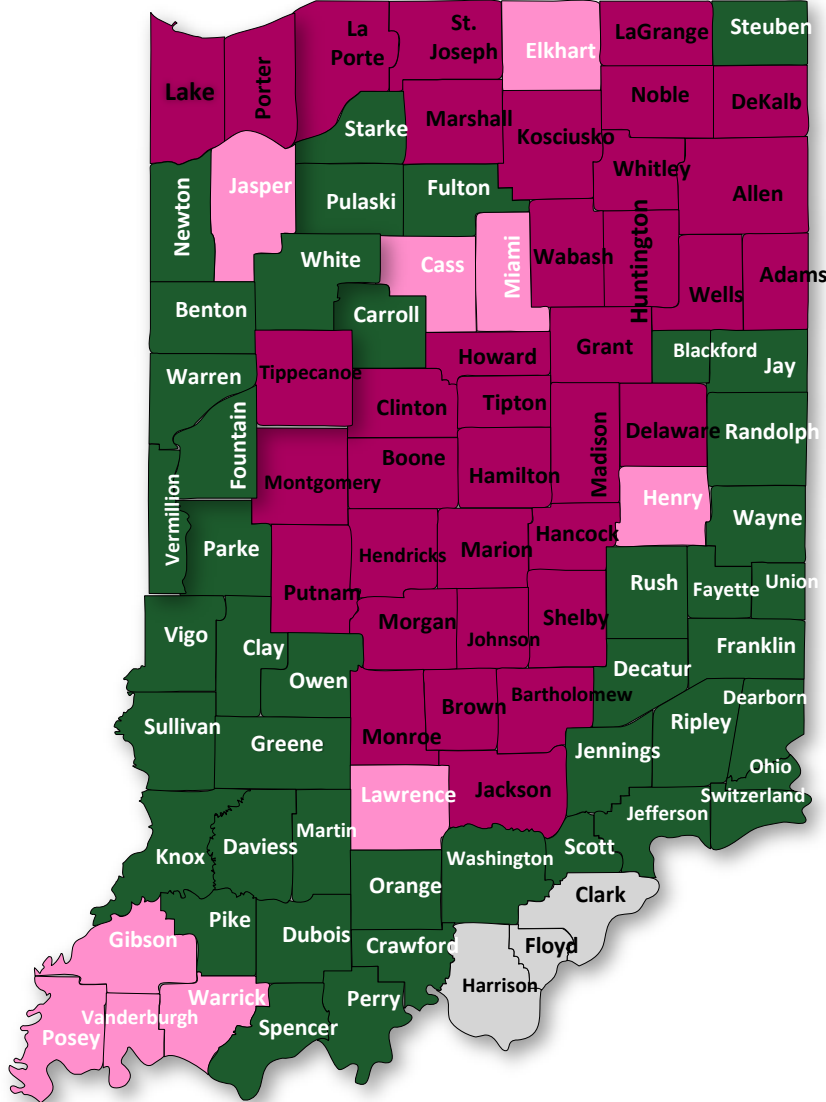 Steuben
La
Porte
St.
Joseph
Elkhart
LaGrange
Lake
Porter
Noble
DeKalb
Starke
Marshall
Kosciusko
Whitley
Allen
Newton
Jasper
Pulaski
Fulton
White
Cass
Miami
Wabash
Huntington
Wells
Adams
Benton
Carroll
Howard
Grant
Blackford
Jay
Warren
Tippecanoe
Clinton
Tipton
Madison
Delaware
Randolph
Fountain
Boone
Hamilton
Montgomery
Henry
Wayne
Vermillion
Parke
Hendricks
Marion
Hancock
Rush
Fayette
Union
Putnam
Morgan
Johnson
Shelby
Vigo
Clay
Owen
Decatur
Franklin
Sullivan
Greene
Monroe
Brown
Bartholomew
Jennings
Ripley
Dearborn
Ohio
Lawrence
Jackson
Switzerland
Jefferson
Knox
Daviess
Martin
Washington
Scott
Orange
Clark
Gibson
Pike
Dubois
Crawford
Floyd
Harrison
Posey
Vanderburgh
Warrick
Spencer
Perry